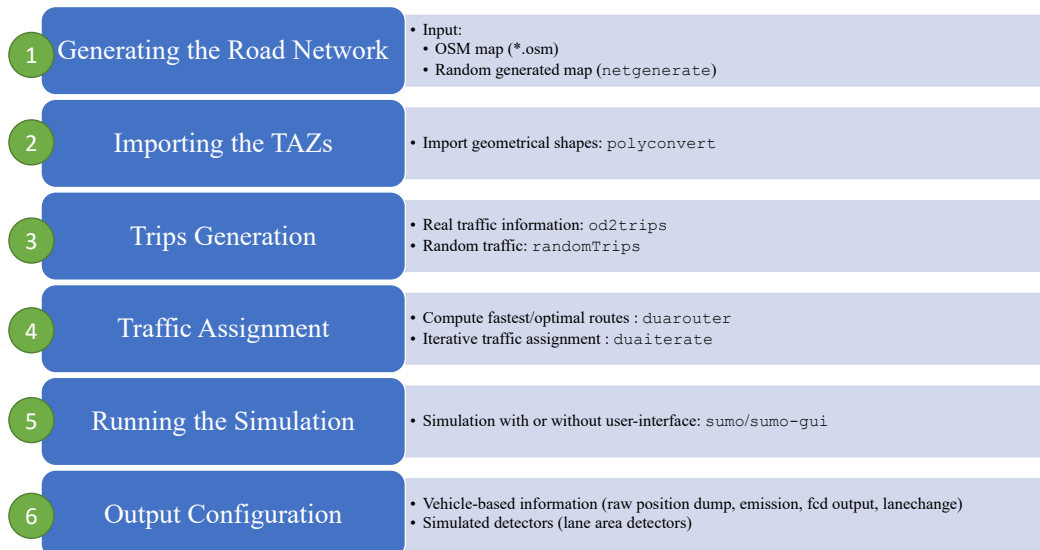 1
Generating the Road Network
• Input:
• OSM map (*.osm)
• Random generated map (netgenerate)
2
Importing the TAZs
• Import geometrical shapes: polyconvert
3
Trips Generation
• Real traffic information: od2trips
• Random traffic: randomTrips
4
Traffic Assignment
• Compute fastest/optimal routes : duarouter
• Iterative traffic assignment : duaiterate
5
Running the Simulation
• Simulation with or without user-interface: sumo/sumo-gui
6
Output Configuration
• Vehicle-based information (raw position dump, emission, fcd output, lanechange)
• Simulated detectors (lane area detectors)